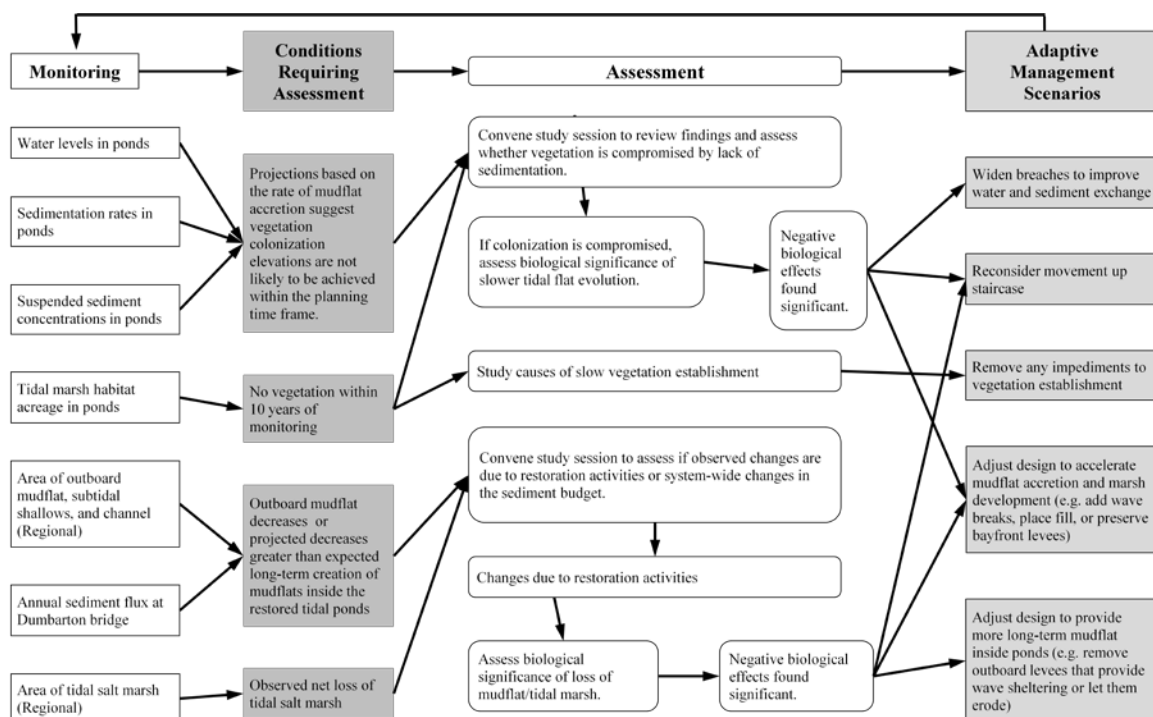 Monitoring
Conditions
Requiring
Assessment
Assessment
Adaptive
Management
Scenarios
Water levels in ponds
Sedimentation rates in
ponds
Suspended sediment
concentrations in ponds
Tidal marsh habitat
acreage in ponds
Area of outboard
mudflat, subtidal
shallows, and channel
(Regional)
Annual sediment flux at
Dumbarton bridge
Area of tidal salt marsh
(Regional)
Projections based on
the rate of mudflat
accretion suggest
vegetation
colonization
elevations are not
likely to be achieved
within the planning
time frame.
No vegetation within
10 years of
monitoring
Outboard mudflat
decreases or
projected decreases
greater than expected
long-term creation of
mudflats inside the
restored tidal ponds
Observed net loss of
tidal salt marsh
Convene study session to review findings and assess
whether vegetation is compromised by lack of
sedimentation.
If colonization is compromised,
assess biological significance of
slower tidal flat evolution.
Negative
biological
effects
found
significant.
Study causes of slow vegetation establishment
Convene study session to assess if observed changes are
due to restoration activities or system-wide changes in
the sediment budget.
Changes due to restoration activities
Assess biological
significance of loss of
mudflat/tidal marsh.
Negative biological
effects found
significant.
Widen breaches to improve
water and sediment exchange
Reconsider movement up
staircase
Remove any impediments to
vegetation establishment
Adjust design to accelerate
mudflat accretion and marsh
development (e.g. add wave
breaks, place fill, or preserve
bayfront levees)
Adjust design to provide
more long-term mudflat
inside ponds (e.g. remove
outboard levees that provide
wave sheltering or let them
erode)